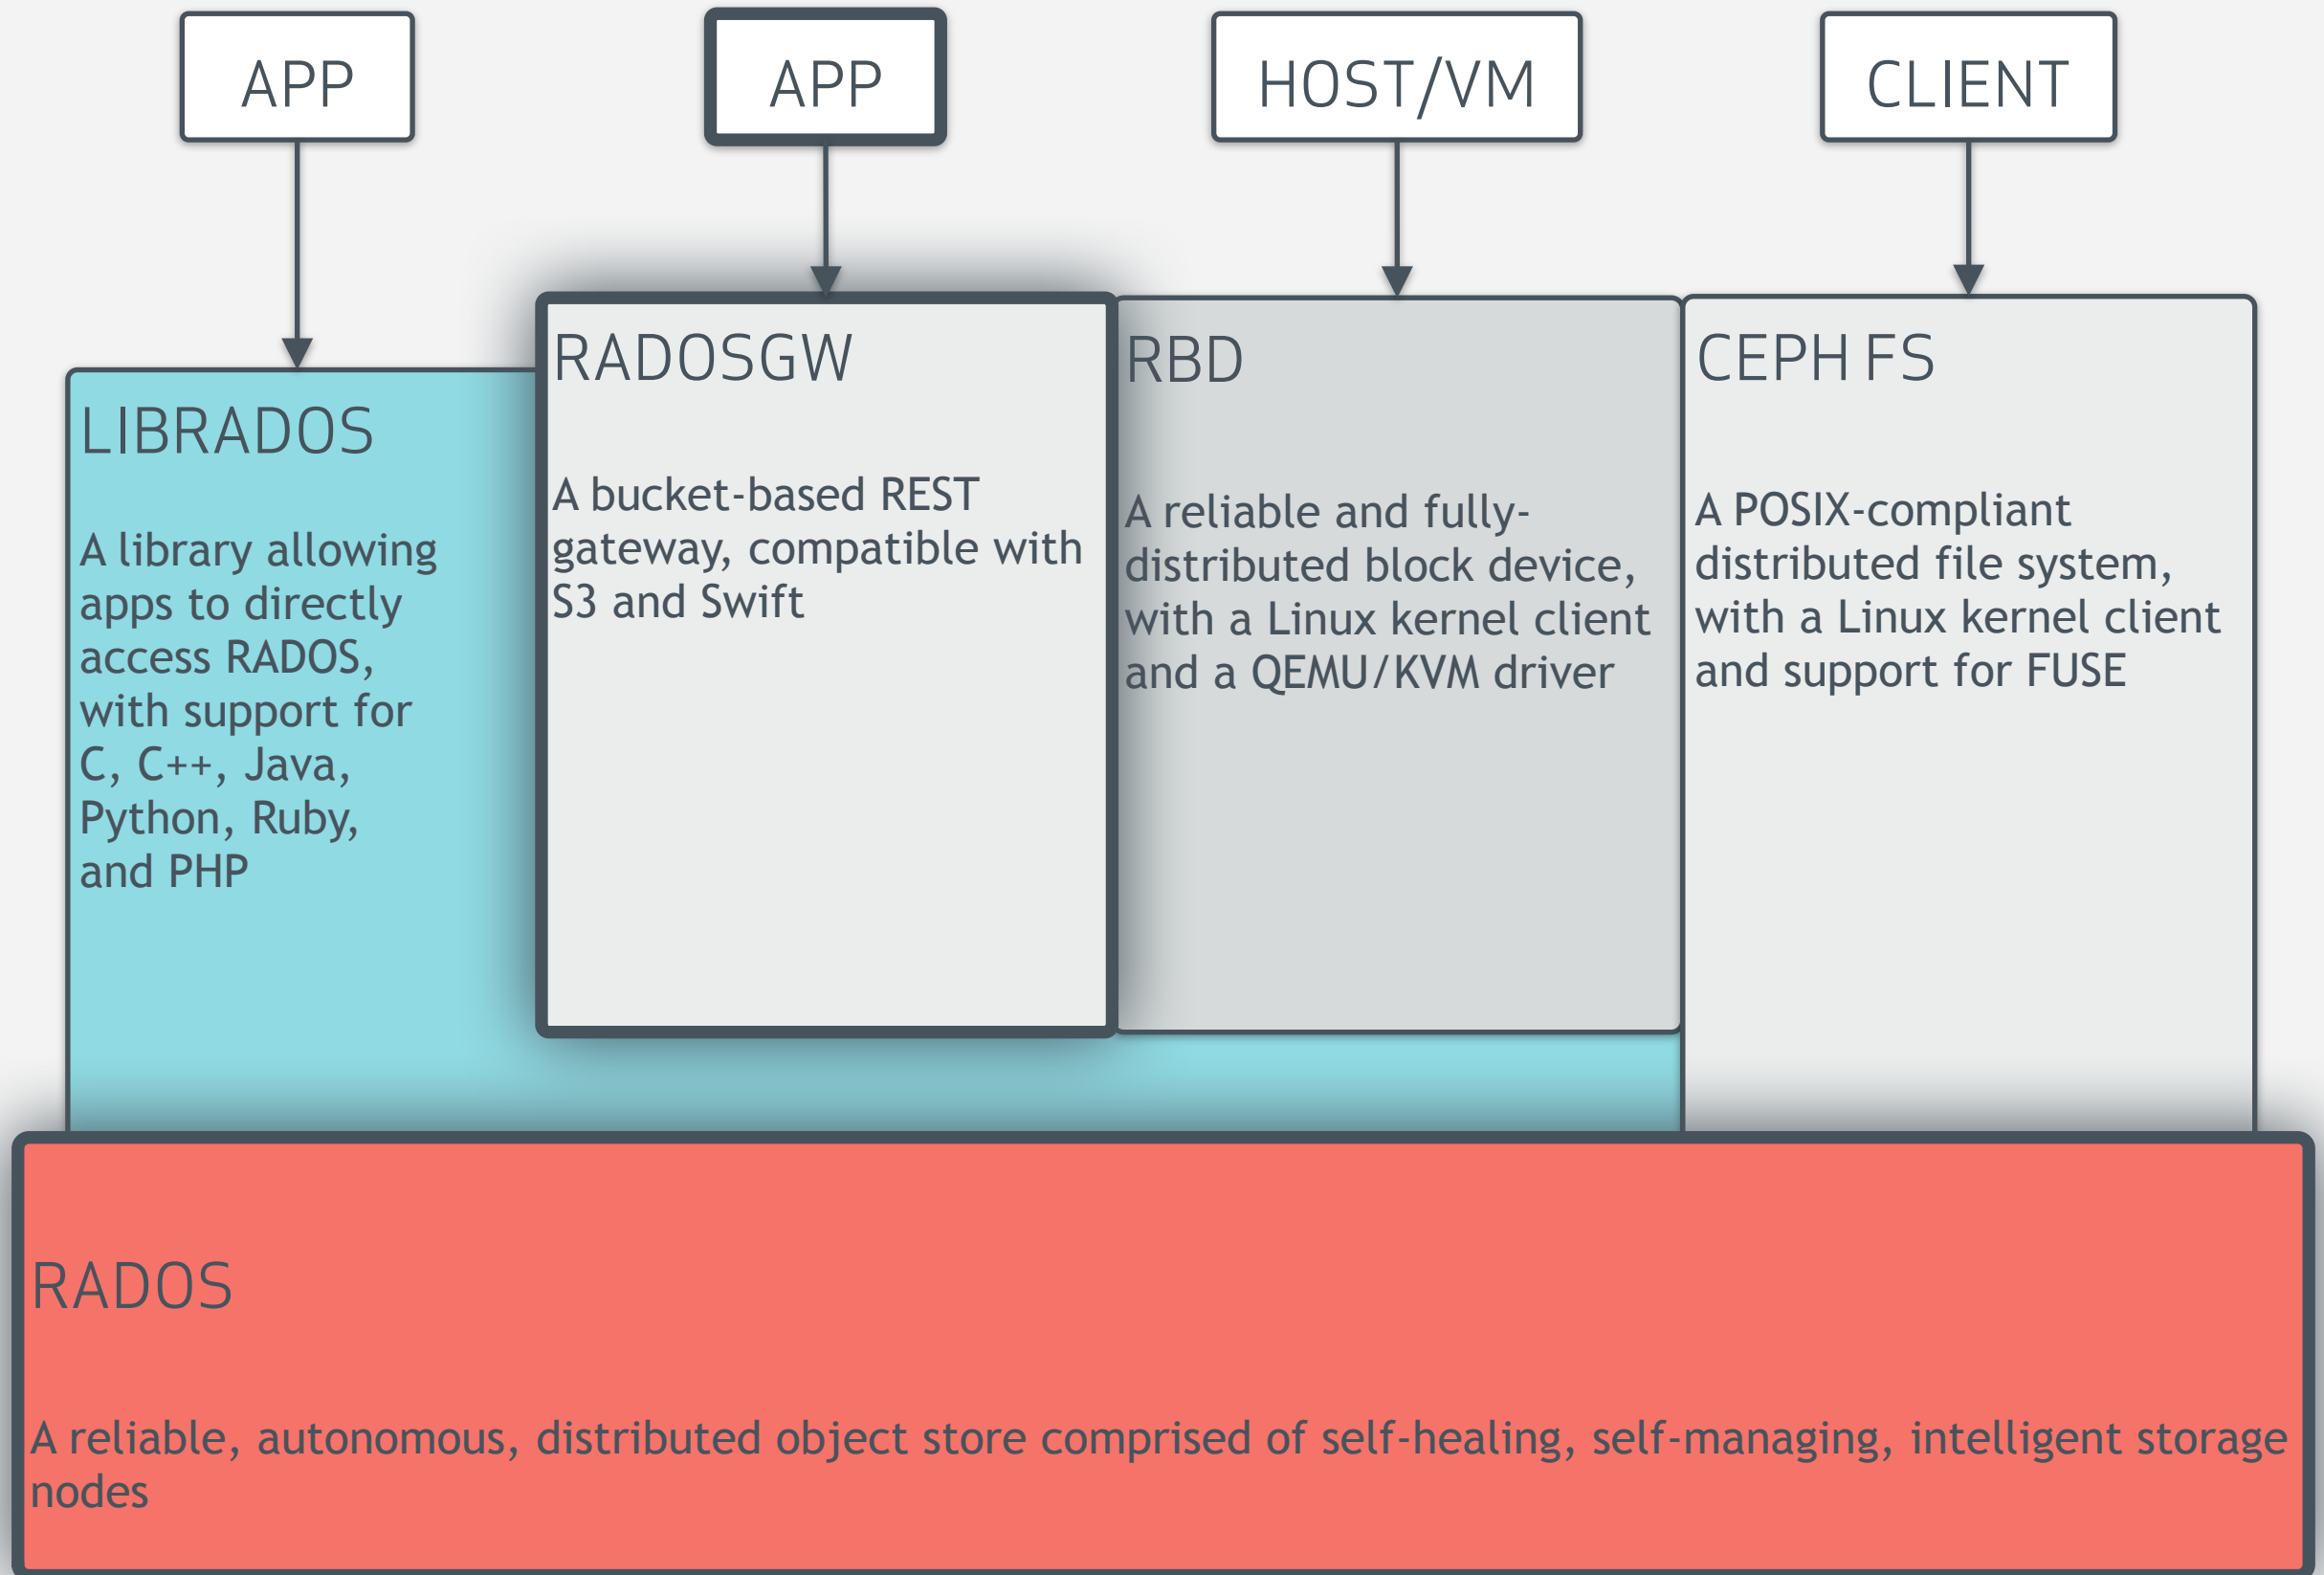 APP
APP
HOST/VM
CLIENT
LIBRADOS
A library allowing
apps to directly
access RADOS,
with support for
C, C++, Java,
Python, Ruby,
and PHP
RADOSGW
A bucket-based REST
gateway, compatible with
S3 and Swift
RBD
A reliable and fully-
distributed block device,
with a Linux kernel client
and a QEMU/KVM driver
CEPH FS
A POSIX-compliant
distributed file system,
with a Linux kernel client
and support for FUSE
RADOS
A reliable, autonomous, distributed object store comprised of self-healing, self-managing, intelligent storage
nodes